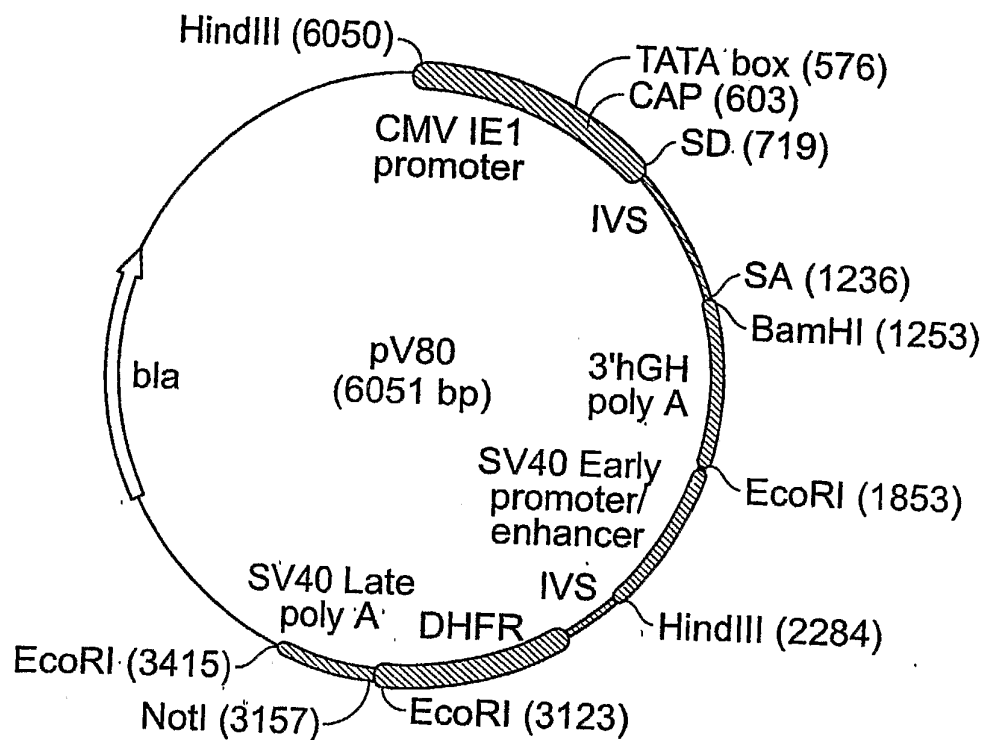 HindIII (6050)
TATA box (576)
CAP (603)
CMV IE1
promoter
SD (719)
IVS
SA (1236)
BamHI (1253)
bla
pV80
(6051 bp)
3'hGH
poly A
SV40 Early
promoter/
enhancer
EcoRI (1853)
IVS
SV40 Late
poly A
DHFR
HindIII (2284)
EcoRI (3415)
NotI (3157)
EcoRI (3123)